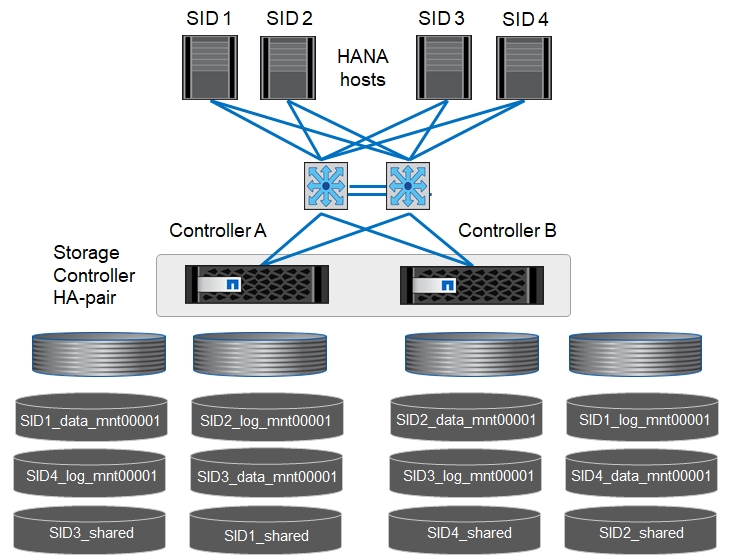 SID 1
SID 2
SID 3
SID 4
HANA
hosts
Controller A
Controller B
Storage
Controller
HA-pair
SID1_data_mnt00001
SID2_log_mnt00001
SID2_data_mnt00001
SID1_log_mnt00001
SID4_log_mnt00001
SID3_data_mnt00001
SID3_log_mnt00001
SID4_data_mnt00001
SID3_shared
SID1_shared
SID4_shared
SID2_shared